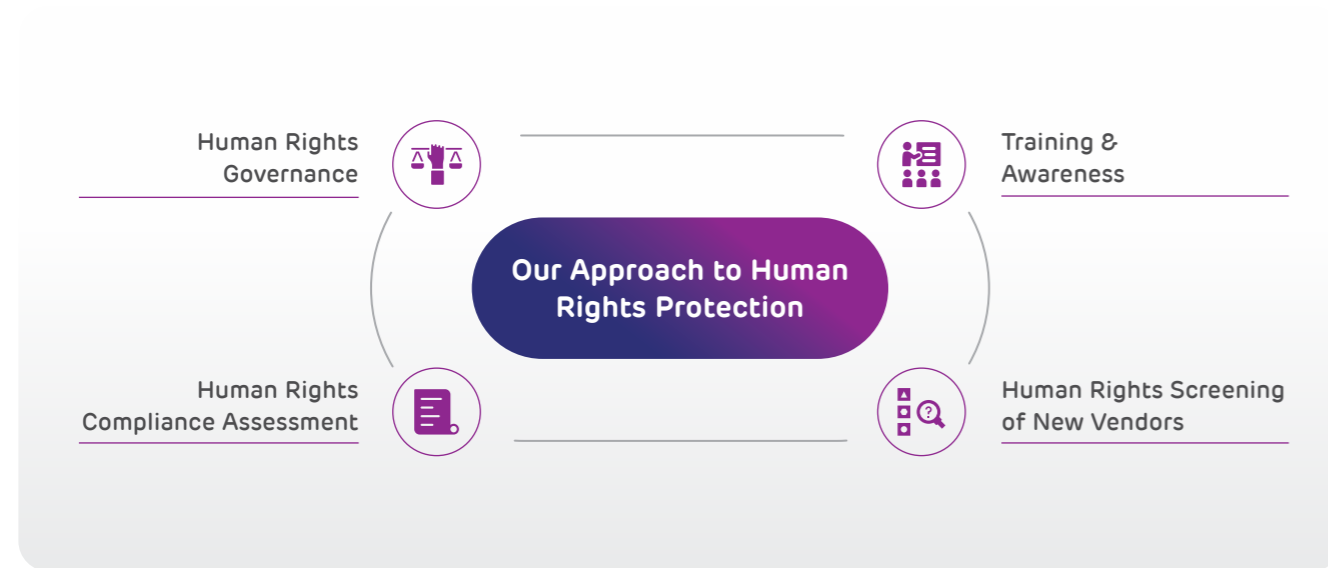 Human Rights
Governance
Training &
Awareness
Our Approach to Human
Rights Protection
Human Rights
Compliance Assessment
Human Rights Screening
of New Vendors